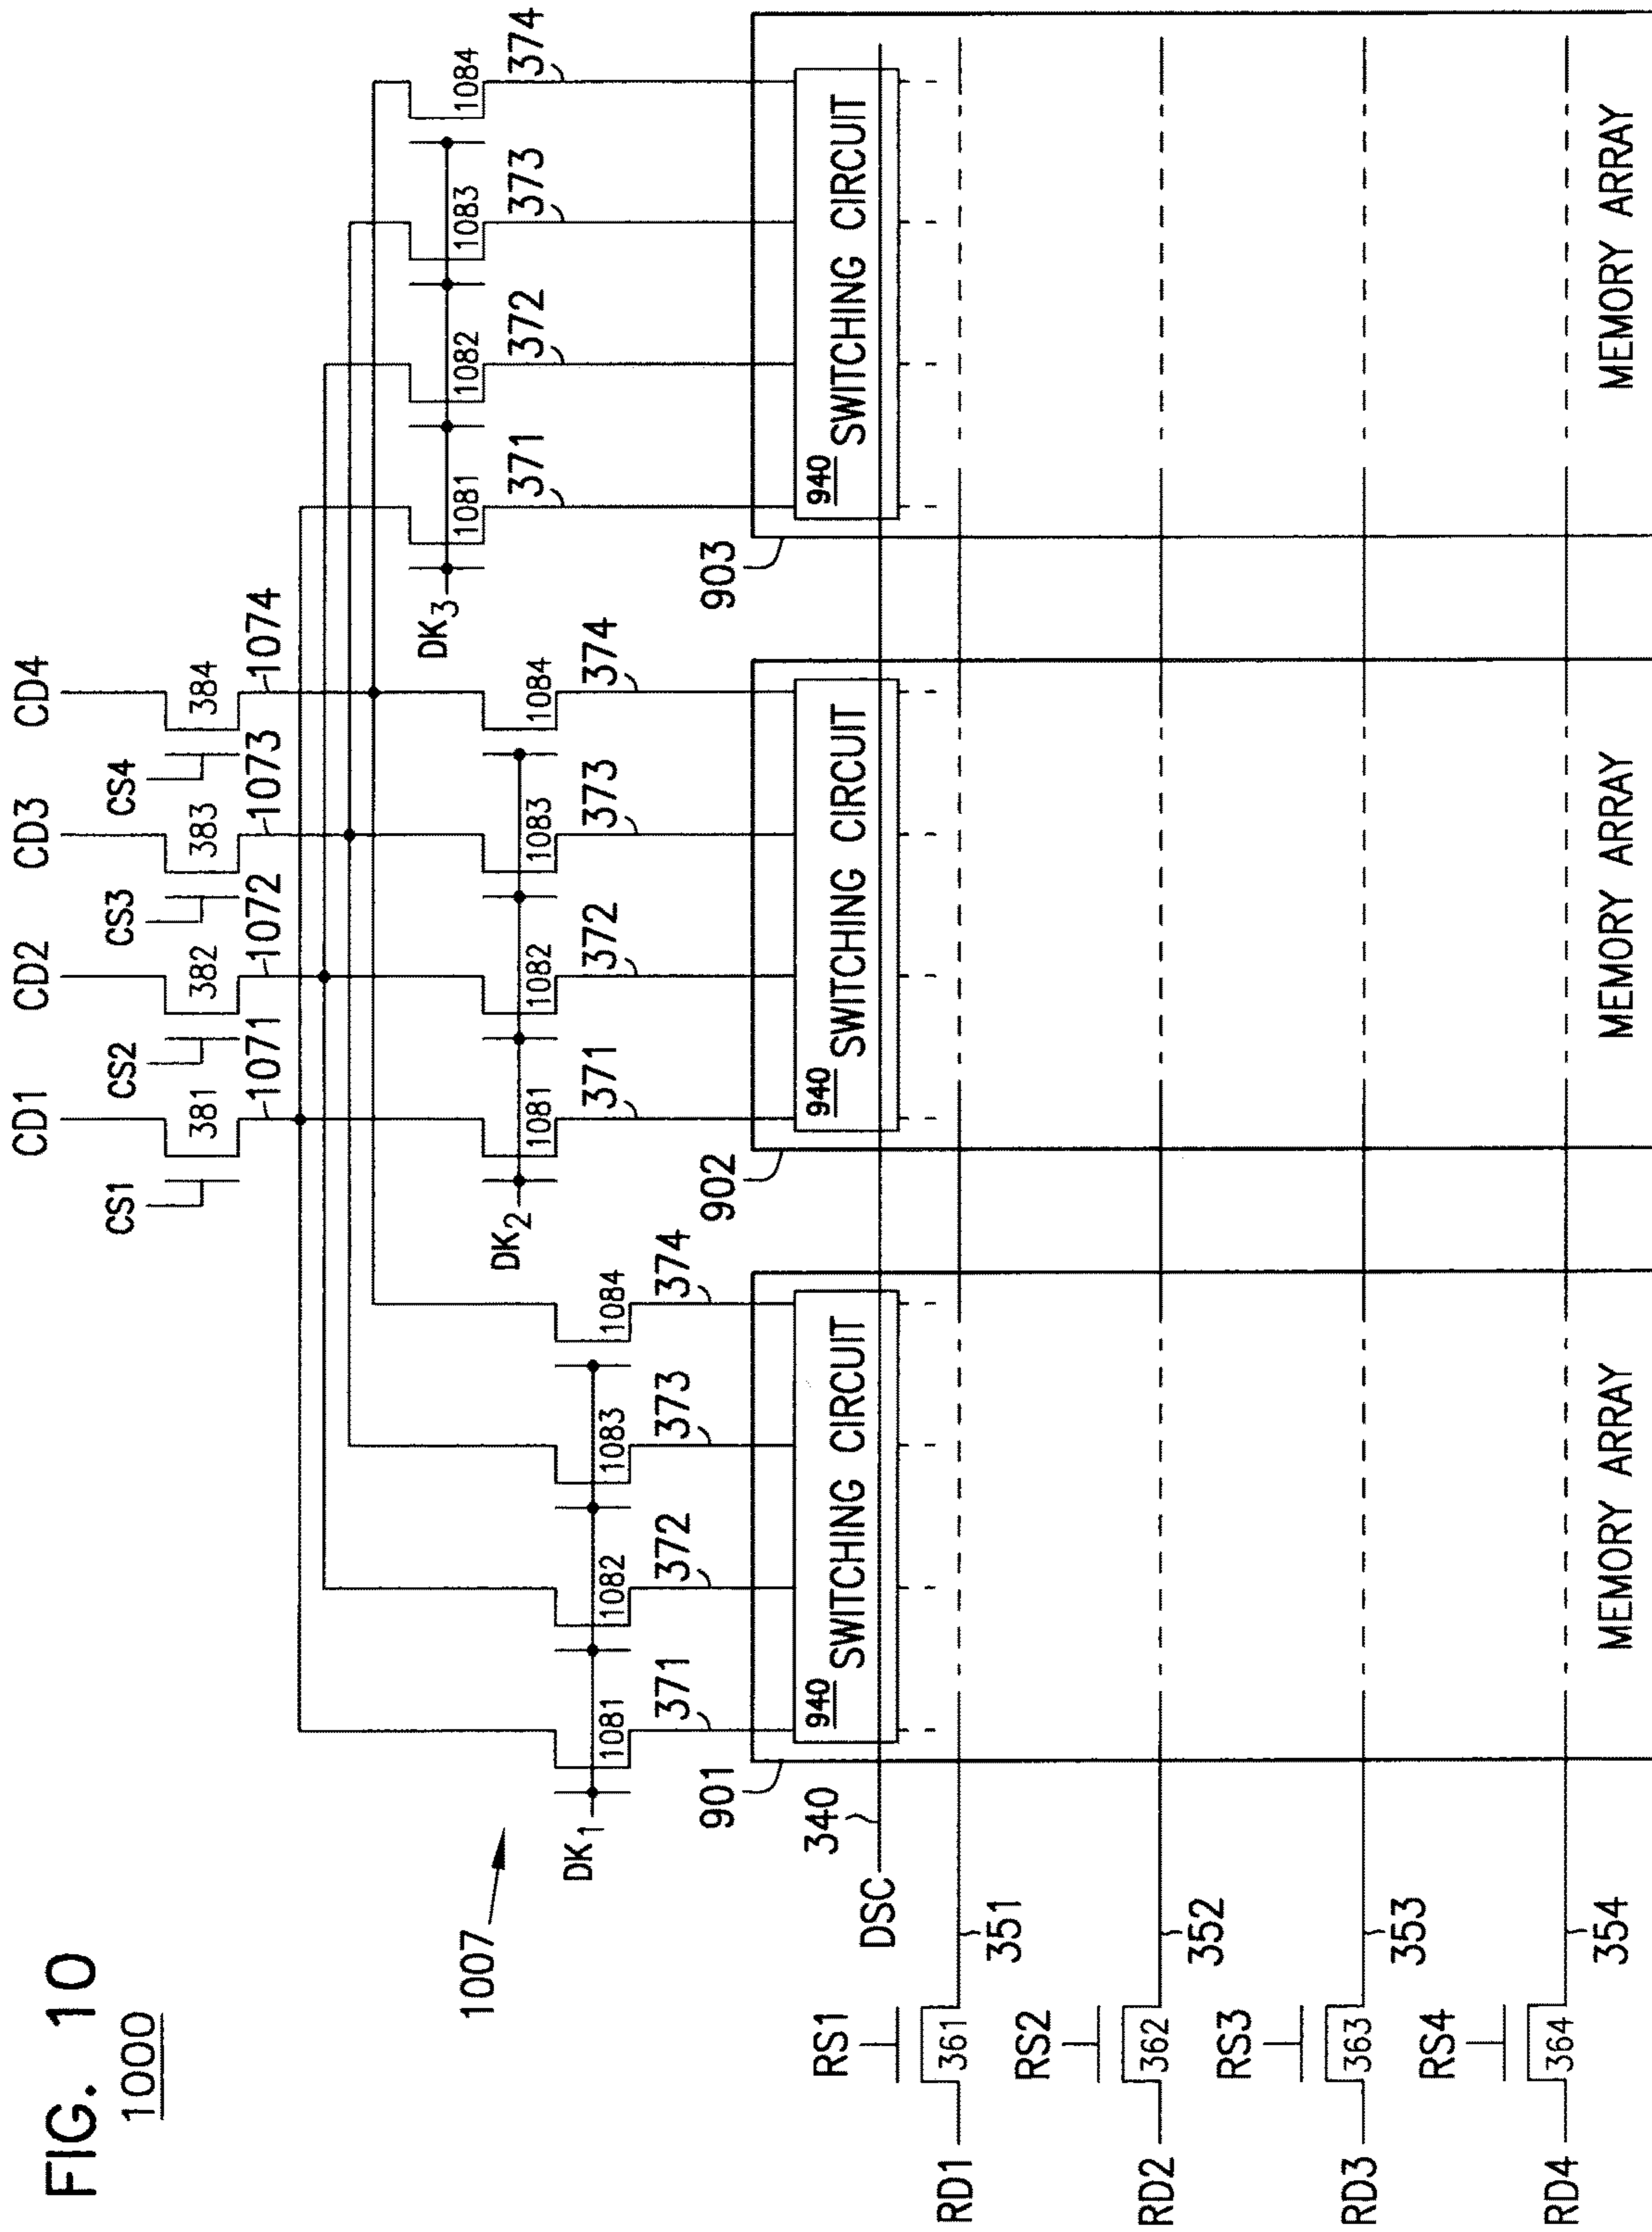 FIG. 10
1000
CD1 CD2 CD3 CD4
CS1 381 CS2 382 CS3 383 CS4 384
1071 1072 1073 1074
1007
DK1 1081 1082 1083 1084
371 372 373 374
DK2 1081 1082 1083 1084
371 372 373 374
DK3 1081 1082 1083 1084
371 372 373 374
901 902 903
940 SWITCHING CIRCUIT
940 SWITCHING CIRCUIT
940 SWITCHING CIRCUIT
DSC 340
RS1
RD1 361 351
RS2
RD2 362 352
RS3
RD3 363 353
RS4
RD4 364 354
MEMORY ARRAY
MEMORY ARRAY
MEMORY ARRAY